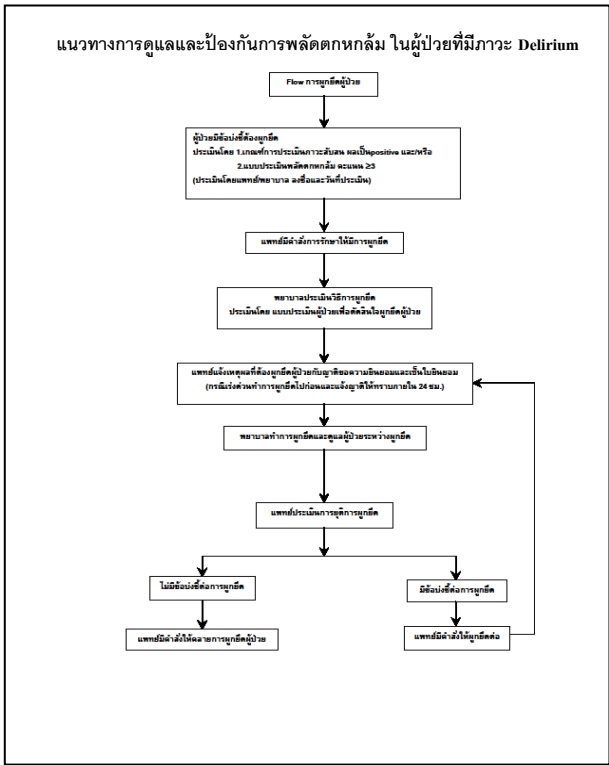 แนวทางการดูแลและป้องกันการพลัดตกหกล้ม ในผู้ป่วยที่มีภาวะ Delirium
Flow การผูกยึดผู้ป่วย
ผู้ป่วยมีข้อบ่งชี้ต้องผูกยึด
ประเมินโดย 1.เกณฑ์การประเมินภาวะสับสน ผลเป็นpositive และ/หรือ
2.แบบประเมินพลัดตกหกล้ม คะแนน ≥3
(ประเมินโดยแพทย์/พยาบาล ลงชื่อและวันที่ประเมิน)
แพทย์มีคำสั่งการรักษาให้มีการผูกยึด
พยาบาลประเมินวิธีการผูกยึด
ประเมินโดย แบบประเมินผู้ป่วยเพื่อตัดสินใจผูกยึดผู้ป่วย
แพทย์แจ้งเหตุผลที่ต้องผูกยึดผู้ป่วยกับญาติขอความยินยอมและเซ็นใบยินยอม
(กรณีเร่งด่วนทำการผูกยึดไปก่อนและแจ้งญาติให้ทราบภายใน 24 ชม.)
พยาบาลทำการผูกยึดและดูแลผู้ป่วยระหว่างผูกยึด
แพทย์ประเมินการยุติการผูกยึด
ไม่มีข้อบ่งชี้ต่อการผูกยึด
มีข้อบ่งชี้ต่อการผูกยึด
แพทย์มีคำสั่งให้คลายการผูกยึดผู้ป่วย
แพทย์มีคำสั่งให้ผูกยึดต่อ